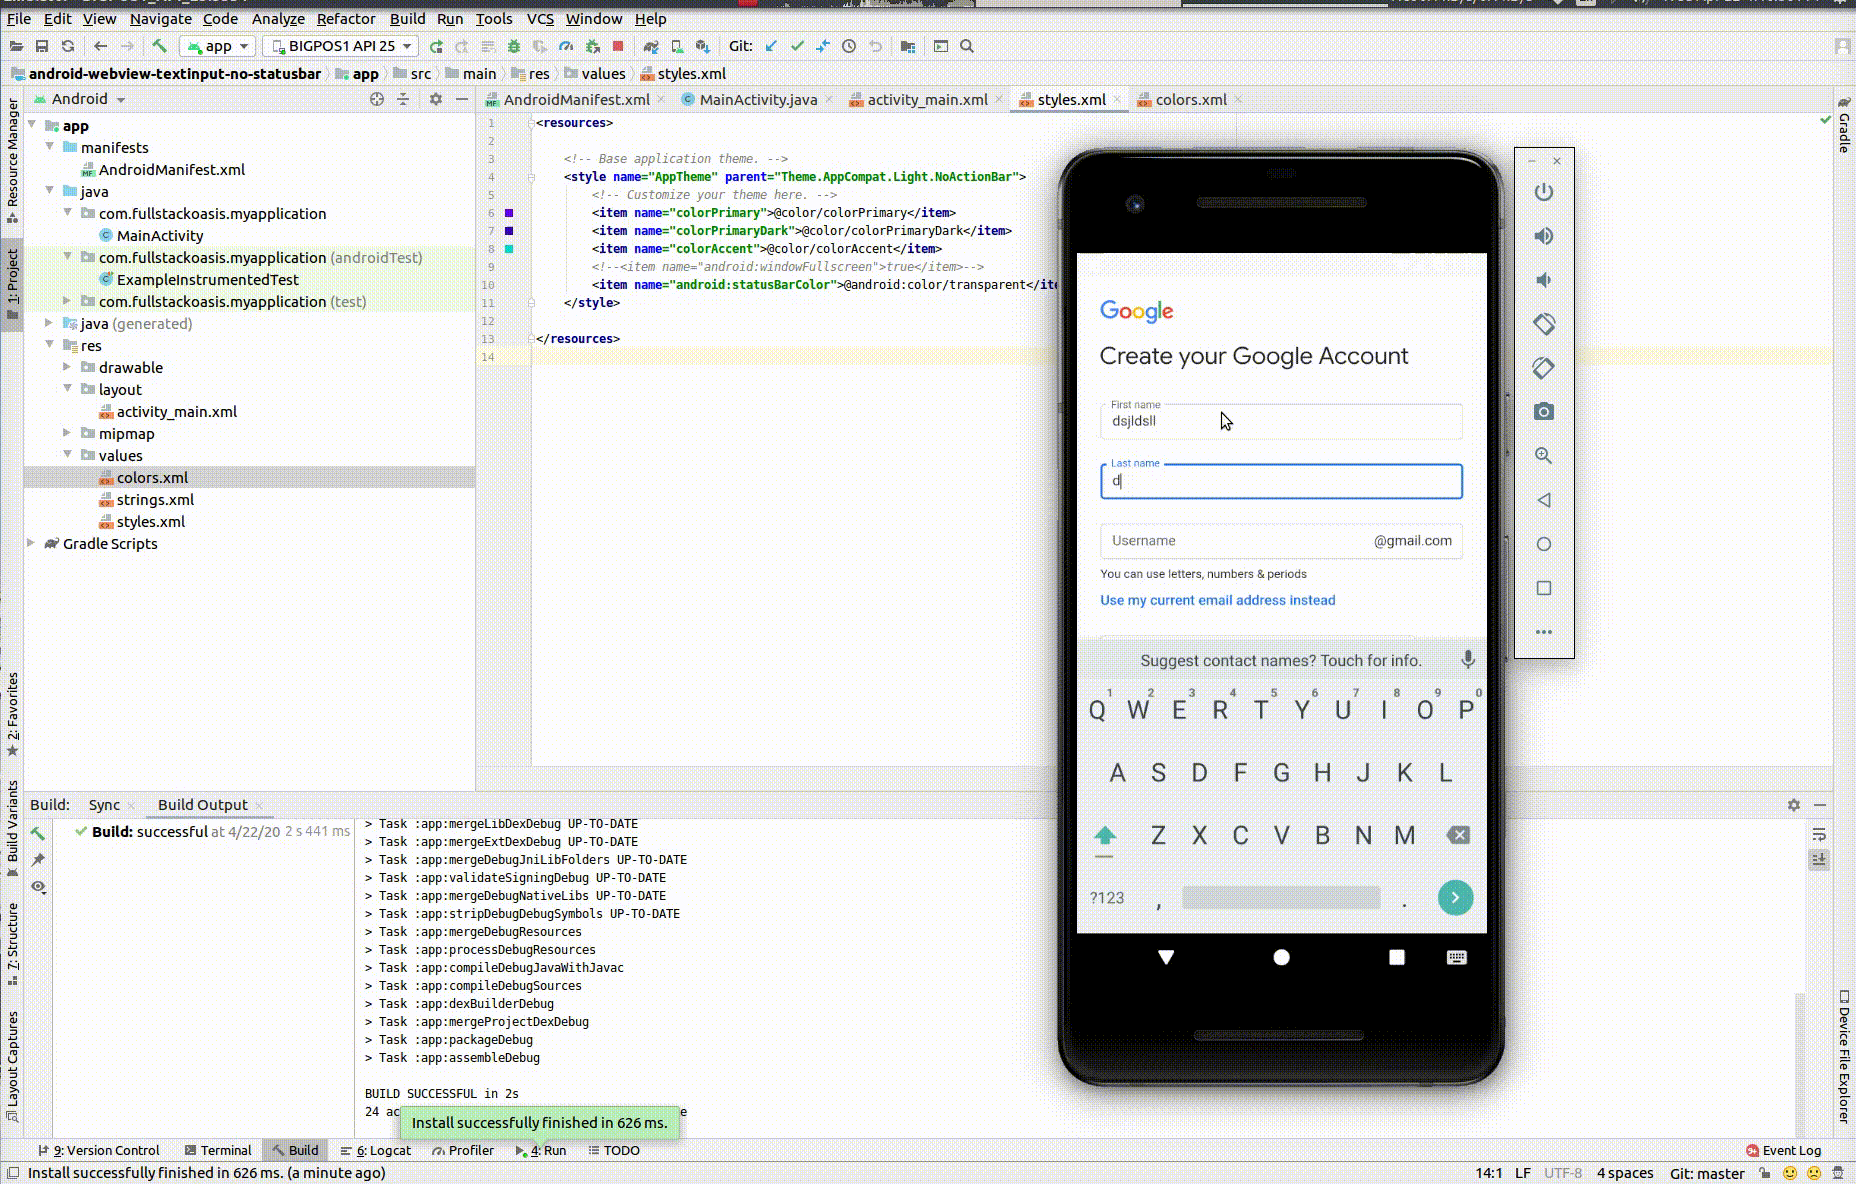 File Edit View Navigate Code Analyze Refactor Build Run Tools VCS Window Help
app BIGPOS1 API 25 Git:
android-webview-textinput-no-statusbar app src main res values styles.xml
Android
AndroidManifest.xml MainActivity.java activity_main.xml styles.xml colors.xml
Resource Manager
1: Project
2: Favorites
Build Variants
7: Structure
Layout Captures
app
manifests
AndroidManifest.xml
java
com.fullstackoasis.myapplication
MainActivity
com.fullstackoasis.myapplication (androidTest)
ExampleInstrumentedTest
com.fullstackoasis.myapplication (test)
java (generated)
res
drawable
layout
activity_main.xml
mipmap
values
colors.xml
strings.xml
styles.xml
Gradle Scripts
1 <resources>
2
3 <!-- Base application theme. -->
4 <style name="AppTheme" parent="Theme.AppCompat.Light.NoActionBar">
5 <!-- Customize your theme here. -->
6 <item name="colorPrimary">@color/colorPrimary</item>
7 <item name="colorPrimaryDark">@color/colorPrimaryDark</item>
8 <item name="colorAccent">@color/colorAccent</item>
9 <!--<item name="android:windowFullscreen">true</item>-->
10 <item name="android:statusBarColor">@android:color/transparent</ite
11 </style>
12
13 </resources>
14
Google
Create your Google Account
First name
dsjldsll
Last name
d
Username @gmail.com
You can use letters, numbers & periods
Use my current email address instead
Suggest contact names? Touch for info.
1 2 3 4 5 6 7 8 9 0
Q W E R T Y U I O P
A S D F G H J K L
Z X C V B N M
?123 , .
Gradle
Device File Explorer
Build: Sync Build Output
Build: successful at 4/22/20 2 s 441 ms
> Task :app:mergeLibDexDebug UP-TO-DATE
> Task :app:mergeExtDexDebug UP-TO-DATE
> Task :app:mergeDebugJniLibFolders UP-TO-DATE
> Task :app:validateSigningDebug UP-TO-DATE
> Task :app:mergeDebugNativeLibs UP-TO-DATE
> Task :app:stripDebugDebugSymbols UP-TO-DATE
> Task :app:mergeDebugResources
> Task :app:processDebugResources
> Task :app:compileDebugJavaWithJavac
> Task :app:compileDebugSources
> Task :app:dexBuilderDebug
> Task :app:mergeProjectDexDebug
> Task :app:packageDebug
> Task :app:assembleDebug
BUILD SUCCESSFUL in 2s
24 ac e
Install successfully finished in 626 ms.
9: Version Control Terminal Build 6: Logcat Profiler 4: Run TODO Event Log
Install successfully finished in 626 ms. (a minute ago) 14:1 LF UTF-8 4 spaces Git: master